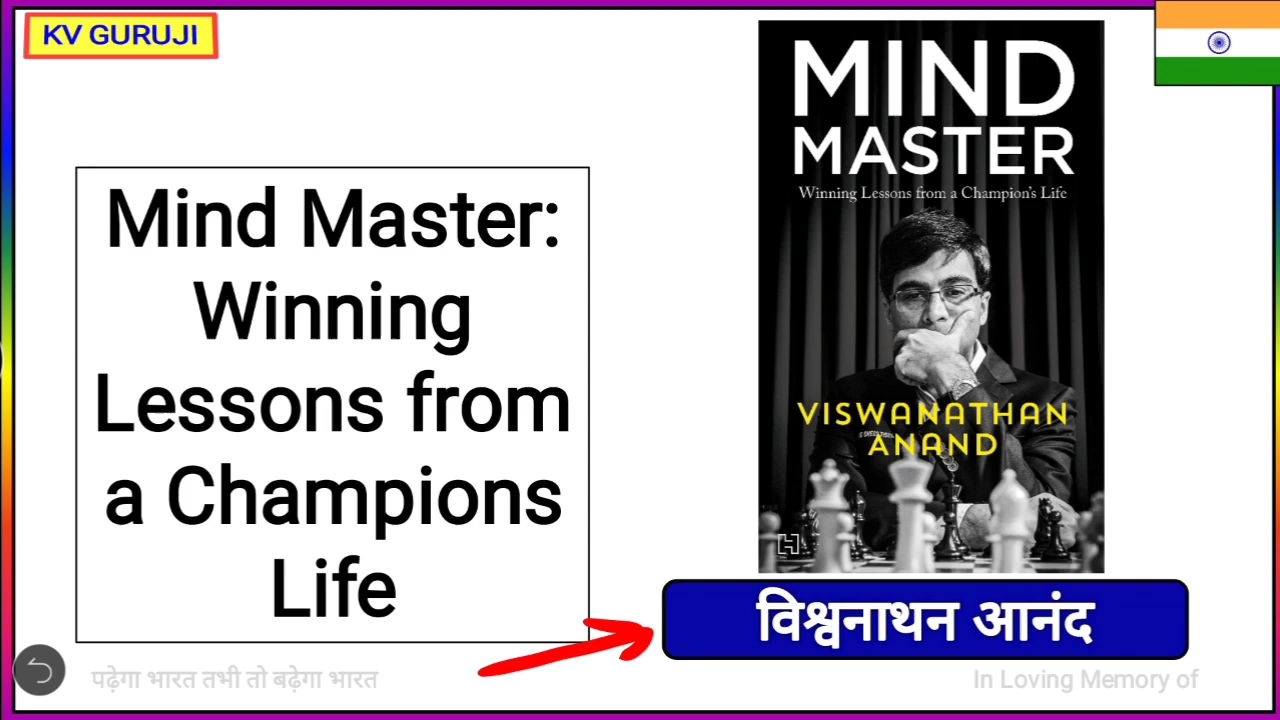 KV GURUJI
Mind Master:
Winning
Lessons from
a Champions
Life
MIND
MASTER
Winning Lessons from a Champion's Life
VISWANATHAN
ANAND
विश्वनाथन आनंद
पढ़ेगा भारत तभी तो बढ़ेगा भारत
In Loving Memory of